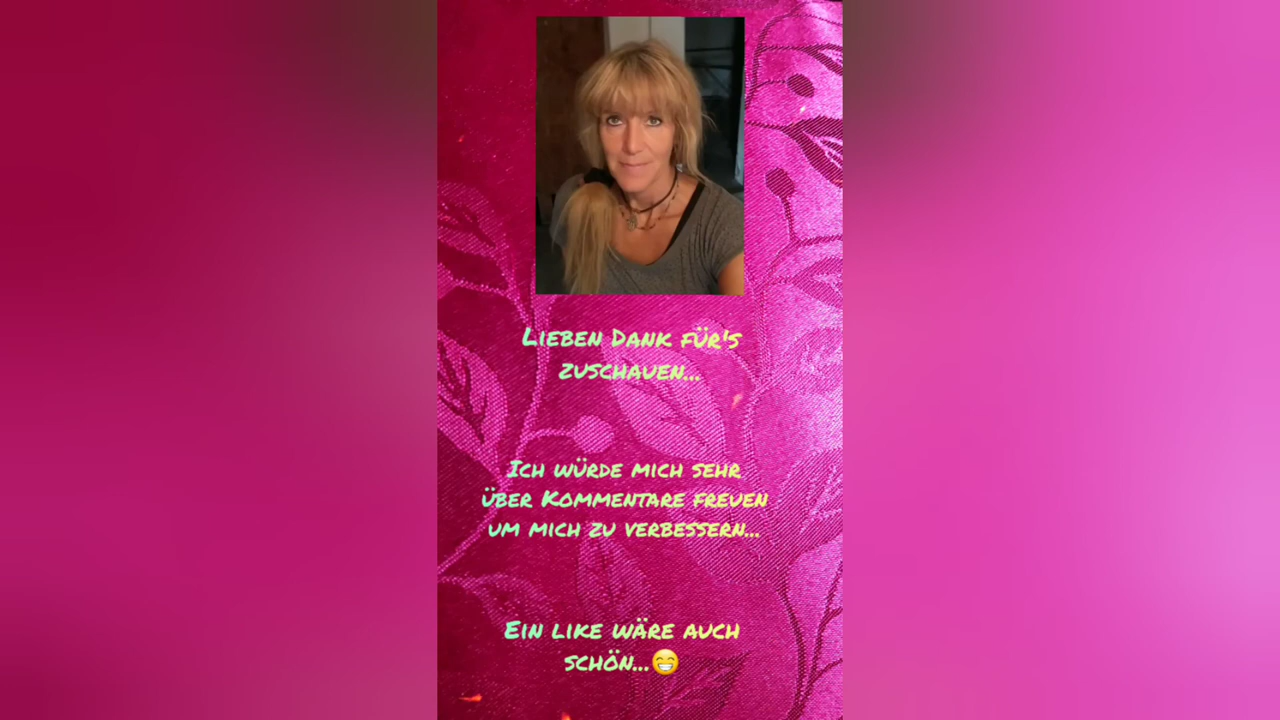 Lieben Dank für's
zuschauen...
Ich würde mich sehr
über Kommentare freuen
um mich zu verbessern...
Ein like wäre auch
schön...😁